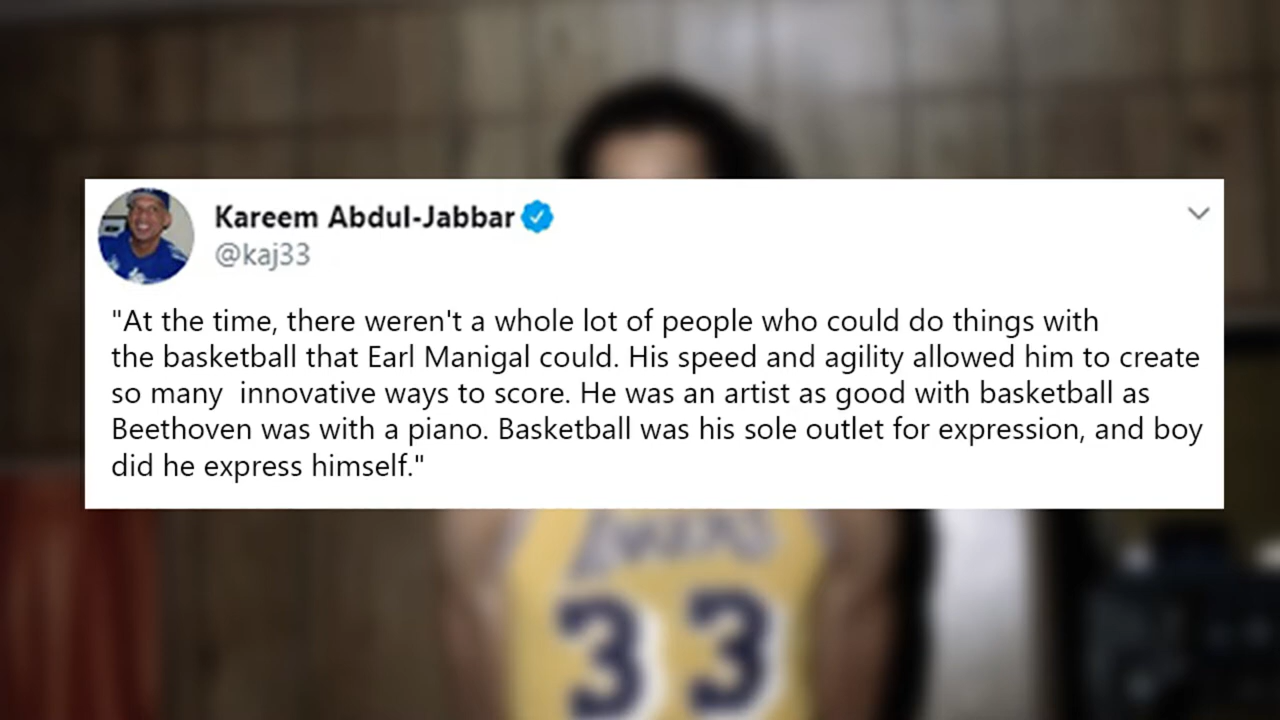 Kareem Abdul-Jabbar
@kaj33
"At the time, there weren't a whole lot of people who could do things with
the basketball that Earl Manigal could. His speed and agility allowed him to create
so many  innovative ways to score. He was an artist as good with basketball as
Beethoven was with a piano. Basketball was his sole outlet for expression, and boy
did he express himself."
LAKERS
33